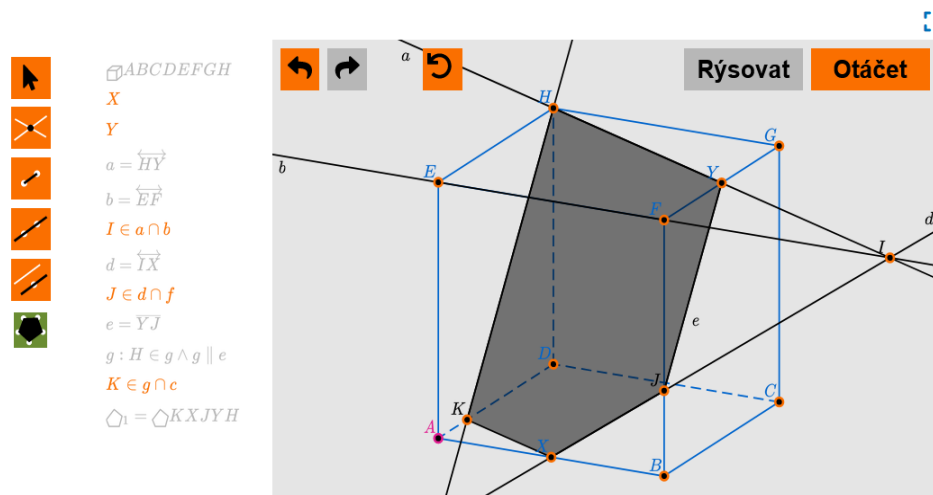 ABCDEFGH
X
Y
a = HY
b = EF
I ∈ a ∩ b
d = IX
J ∈ d ∩ f
e = YJ
g : H ∈ g ∧ g ∥ e
K ∈ g ∩ c
1 = KXJYH
Rýsovat
Otáčet
a
H
G
b
E
Y
F
d
I
e
D
J
C
K
A
X
B